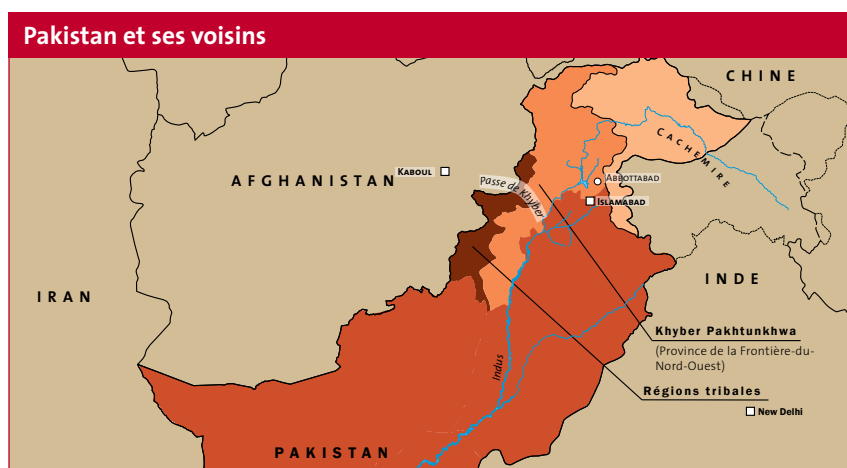 Pakistan et ses voisins
CHINE
CACHEMIRE
AFGHANISTAN
KABOUL
Passe de Khyber
ABBOTTABAD
ISLAMABAD
IRAN
INDE
Khyber Pakhtunkhwa
(Province de la Frontière-du-
Nord-Ouest)
Indus
Régions tribales
New Delhi
PAKISTAN